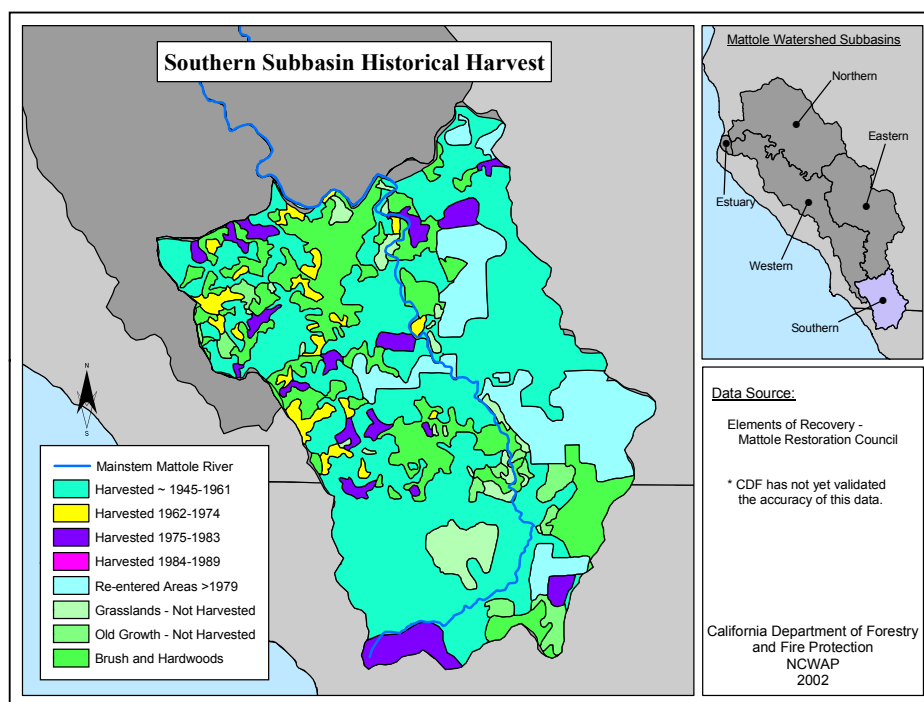 Southern Subbasin Historical Harvest
N
S
Mainstem Mattole River
Harvested ~ 1945-1961
Harvested 1962-1974
Harvested 1975-1983
Harvested 1984-1989
Re-entered Areas >1979
Grasslands - Not Harvested
Old Growth - Not Harvested
Brush and Hardwoods
Mattole Watershed Subbasins
Northern
Eastern
Estuary
Western
Southern
Data Source:
Elements of Recovery -
Mattole Restoration Council
* CDF has not yet validated
the accuracy of this data.
California Department of Forestry
and Fire Protection
NCWAP
2002